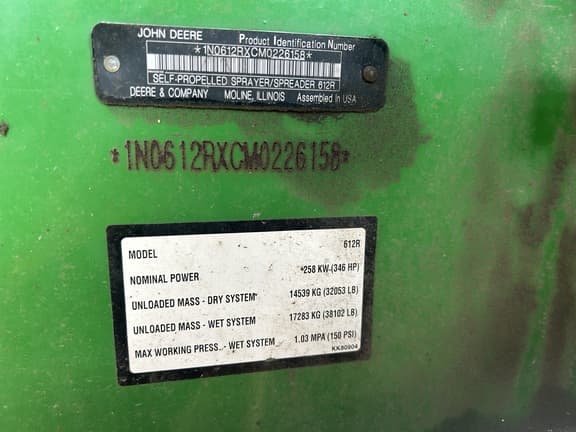 JOHN DEERE Product Identification Number
*1N0612RXCM0226158*
SELF-PROPELLED SPRAYER/SPREADER 612R
DEERE & COMPANY MOLINE, ILLINOIS Assembled In USA
*1N0612RXCM0226158*
MODEL 612R
NOMINAL POWER *258 KW-(346 HP)
UNLOADED MASS - DRY SYSTEM* 14539 KG (32053 LB)
UNLOADED MASS - WET SYSTEM 17283 KG (38102 LB)
MAX WORKING PRESS. - WET SYSTEM 1.03 MPA (150 PSI)
KK80904